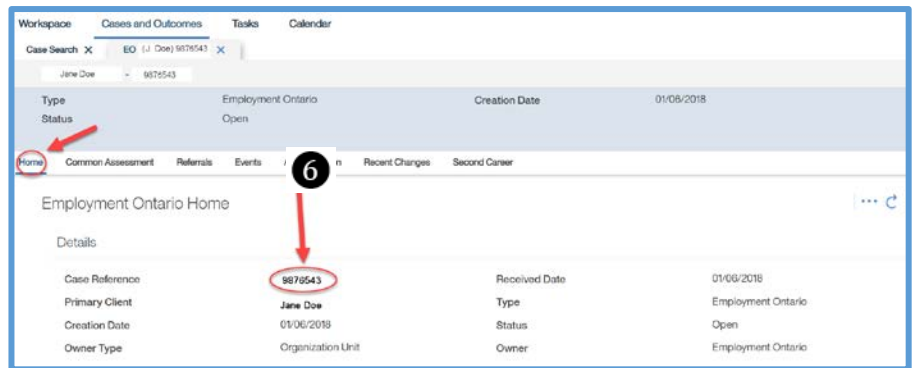 Workspace Cases and Outcomes Tasks Calendar
Case Search X EO (J Doe) 9876543 X
Jane Doe - 9876543
Type Employment Ontario Creation Date 01/06/2018
Status Open
Home Common Assessment Referrals Events Recent Changes Second Career
6
Employment Ontario Home
Details
Case Reference 9876543 Received Date 01/06/2018
Primary Client Jane Doe Type Employment Ontario
Creation Date 01/06/2018 Status Open
Owner Type Organization Unit Owner Employment Ontario